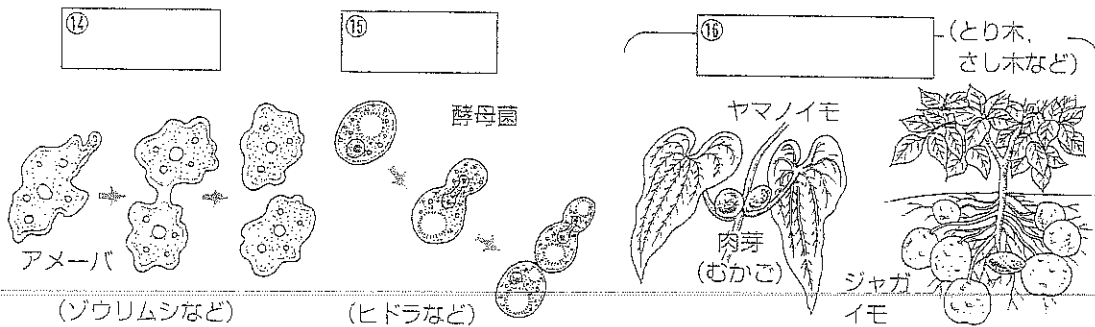 ⑭
⑮
⑯
(とり木,
さし木など)
酵母菌
ヤマノイモ
アメーバ
肉芽
(むかご)
ジャガ
イモ
(ゾウリムシなど)
(ヒドラなど)